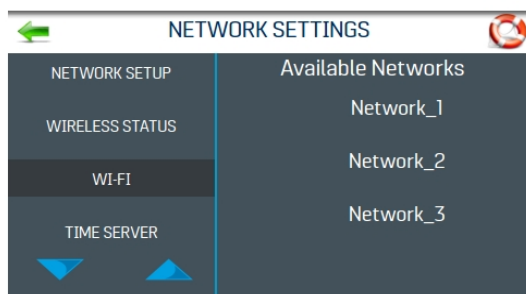 NETWORK SETTINGS
NETWORK SETUP
WIRELESS STATUS
WI-FI
TIME SERVER
Available Networks
Network_1
Network_2
Network_3